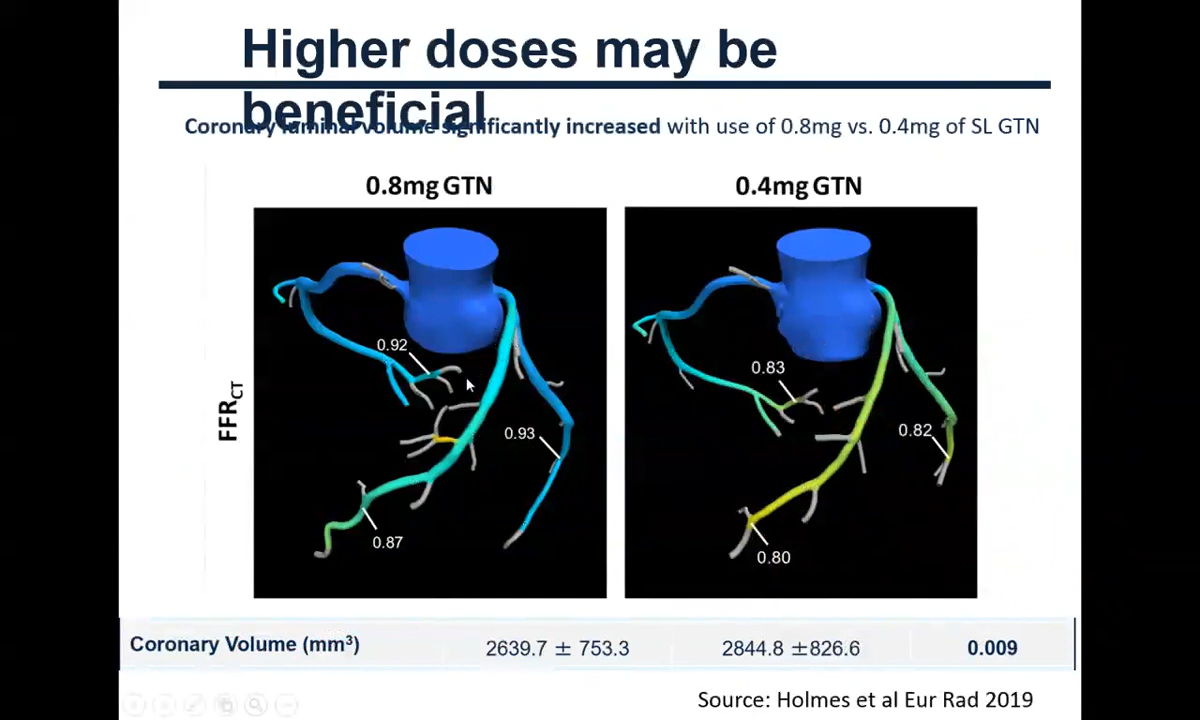 Higher doses may be
beneficial
Coronary luminal volume significantly increased with use of 0.8mg vs. 0.4mg of SL GTN
0.8mg GTN
0.4mg GTN
FFRCT
0.92
0.93
0.87
0.83
0.82
0.80
Coronary Volume (mm³) 2639.7 ± 753.3 2844.8 ±826.6 0.009
Source: Holmes et al Eur Rad 2019